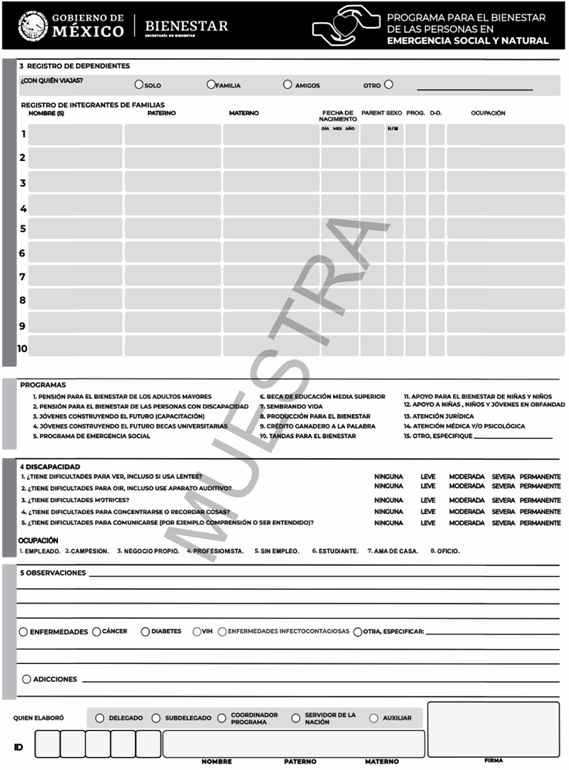 GOBIERNO DE
MÉXICO
BIENESTAR
SECRETARÍA DE BIENESTAR
PROGRAMA PARA EL BIENESTAR
DE LAS PERSONAS EN
EMERGENCIA SOCIAL Y NATURAL
3 REGISTRO DE DEPENDIENTES
¿CON QUIÉN VIAJAS? SOLO FAMILIA AMIGOS OTRO
REGISTRO DE INTEGRANTES DE FAMILIAS
NOMBRE (S) PATERNO MATERNO FECHA DE NACIMIENTO PARENT SEXO PROG. D-D. OCUPACIÓN
DÍA MES AÑO H/M
1
2
3
4
5
6
7
8
9
10
MUESTRA
PROGRAMAS
1. PENSIÓN PARA EL BIENESTAR DE LOS ADULTOS MAYORES
2. PENSIÓN PARA EL BIENESTAR DE LAS PERSONAS CON DISCAPACIDAD
3. JÓVENES CONSTRUYENDO EL FUTURO (CAPACITACIÓN)
4. JÓVENES CONSTRUYENDO EL FUTURO BECAS UNIVERSITARIAS
5. PROGRAMA DE EMERGENCIA SOCIAL
6. BECA DE EDUCACIÓN MEDIA SUPERIOR
7. SEMBRANDO VIDA
8. PRODUCCIÓN PARA EL BIENESTAR
9. CRÉDITO GANADERO A LA PALABRA
10. TANDAS PARA EL BIENESTAR
11. APOYO PARA EL BIENESTAR DE NIÑAS Y NIÑOS
12. APOYO A NIÑAS , NIÑOS Y JÓVENES EN ORFANDAD
13. ATENCIÓN JURÍDICA
14. ATENCIÓN MÉDICA Y/O PSICOLÓGICA
15. OTRO, ESPECIFIQUE
4 DISCAPACIDAD
1. ¿TIENE DIFICULTADES PARA VER, INCLUSO SI USA LENTES? NINGUNA LEVE MODERADA SEVERA PERMANENTE
2. ¿TIENE DIFICULTADES PARA OIR, INCLUSO USE APARATO AUDITIVO? NINGUNA LEVE MODERADA SEVERA PERMANENTE
3. ¿TIENE DIFICULTADES MOTRICES? NINGUNA LEVE MODERADA SEVERA PERMANENTE
4. ¿TIENE DIFICULTADES PARA CONCENTRARSE O RECORDAR COSAS? NINGUNA LEVE MODERADA SEVERA PERMANENTE
5. ¿TIENE DIFICULTADES PARA COMUNICARSE (POR EJEMPLO COMPRENSIÓN O SER ENTENDIDO)? NINGUNA LEVE MODERADA SEVERA PERMANENTE
OCUPACIÓN
1. EMPLEADO. 2. CAMPESION. 3. NEGOCIO PROPIO. 4. PROFESIONISTA. 5. SIN EMPLEO. 6. ESTUDIANTE. 7. AMA DE CASA. 8. OFICIO.
5 OBSERVACIONES
ENFERMEDADES CÁNCER DIABETES VIH ENFERMEDADES INFECTOCONTAGIOSAS OTRA, ESPECIFICAR:
ADICCIONES
QUIEN ELABORÓ DELEGADO SUBDELEGADO COORDINADOR PROGRAMA SERVIDOR DE LA NACIÓN AUXILIAR
ID
NOMBRE PATERNO MATERNO FIRMA